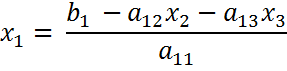 x₁ = (b₁ − a₁₂x₂ − a₁₃x₃) / a₁₁